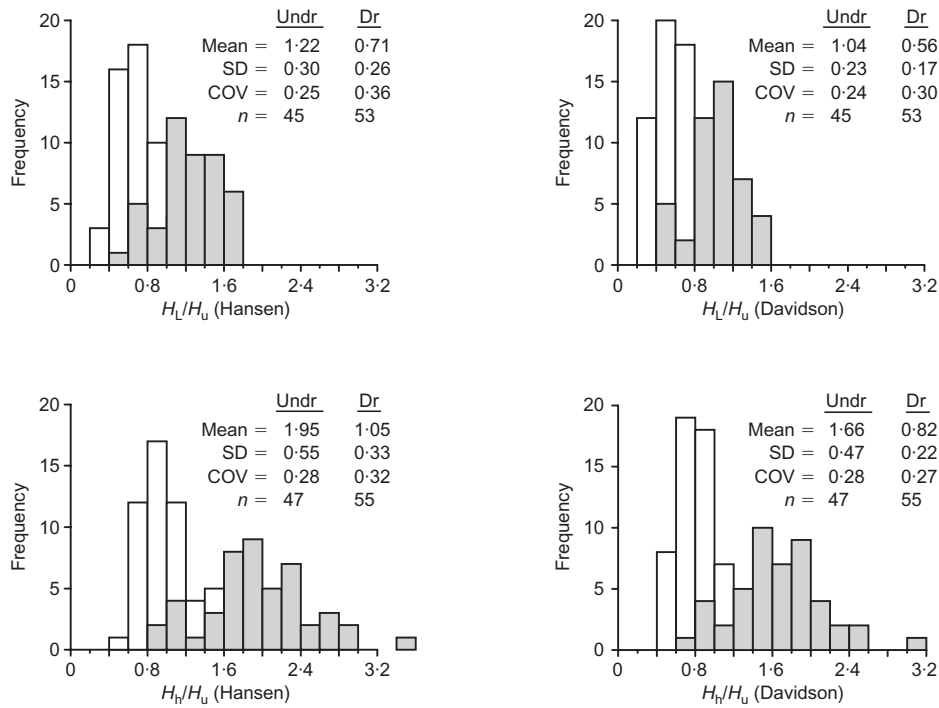 Undr Dr
Mean = 1·22 0·71
SD = 0·30 0·26
COV = 0·25 0·36
n = 45 53
Frequency
20
15
10
5
0
0 0·8 1·6 2·4 3·2
H_L/H_u (Hansen)
Undr Dr
Mean = 1·04 0·56
SD = 0·23 0·17
COV = 0·24 0·30
n = 45 53
Frequency
20
15
10
5
0
0 0·8 1·6 2·4 3·2
H_L/H_u (Davidson)
Undr Dr
Mean = 1·95 1·05
SD = 0·55 0·33
COV = 0·28 0·32
n = 47 55
Frequency
20
15
10
5
0
0 0·8 1·6 2·4 3·2
H_h/H_u (Hansen)
Undr Dr
Mean = 1·66 0·82
SD = 0·47 0·22
COV = 0·28 0·27
n = 47 55
Frequency
20
15
10
5
0
0 0·8 1·6 2·4 3·2
H_h/H_u (Davidson)